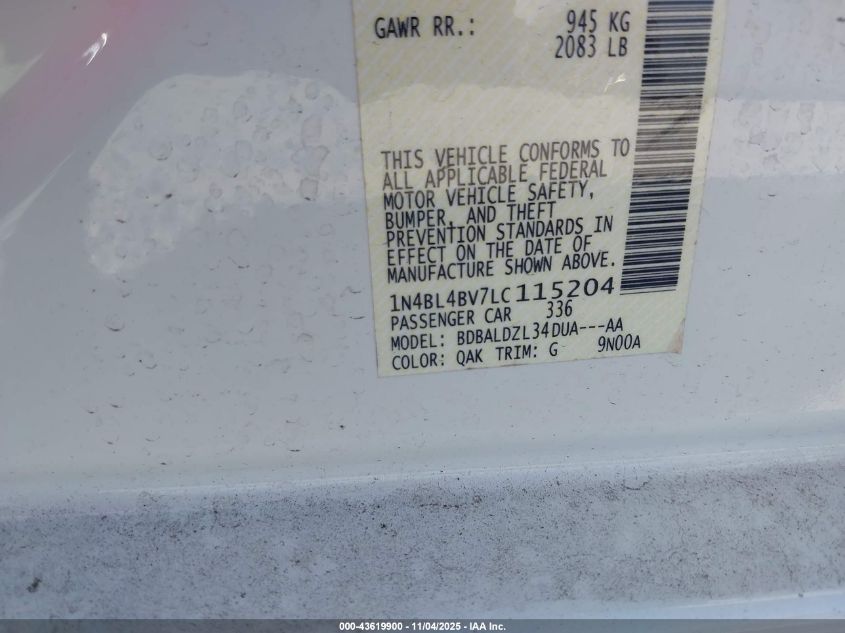 GAWR RR.: 945 KG
2083 LB
THIS VEHICLE CONFORMS TO
ALL APPLICABLE FEDERAL
MOTOR VEHICLE SAFETY,
BUMPER, AND THEFT
PREVENTION STANDARDS IN
EFFECT ON THE DATE OF
MANUFACTURE SHOWN ABOVE.
1N4BL4BV7LC115204
PASSENGER CAR 336
MODEL: BDBALDZL34DUA---AA
COLOR: QAK TRIM: G 9N00A
000-43619900 - 11/04/2025 - IAA Inc.